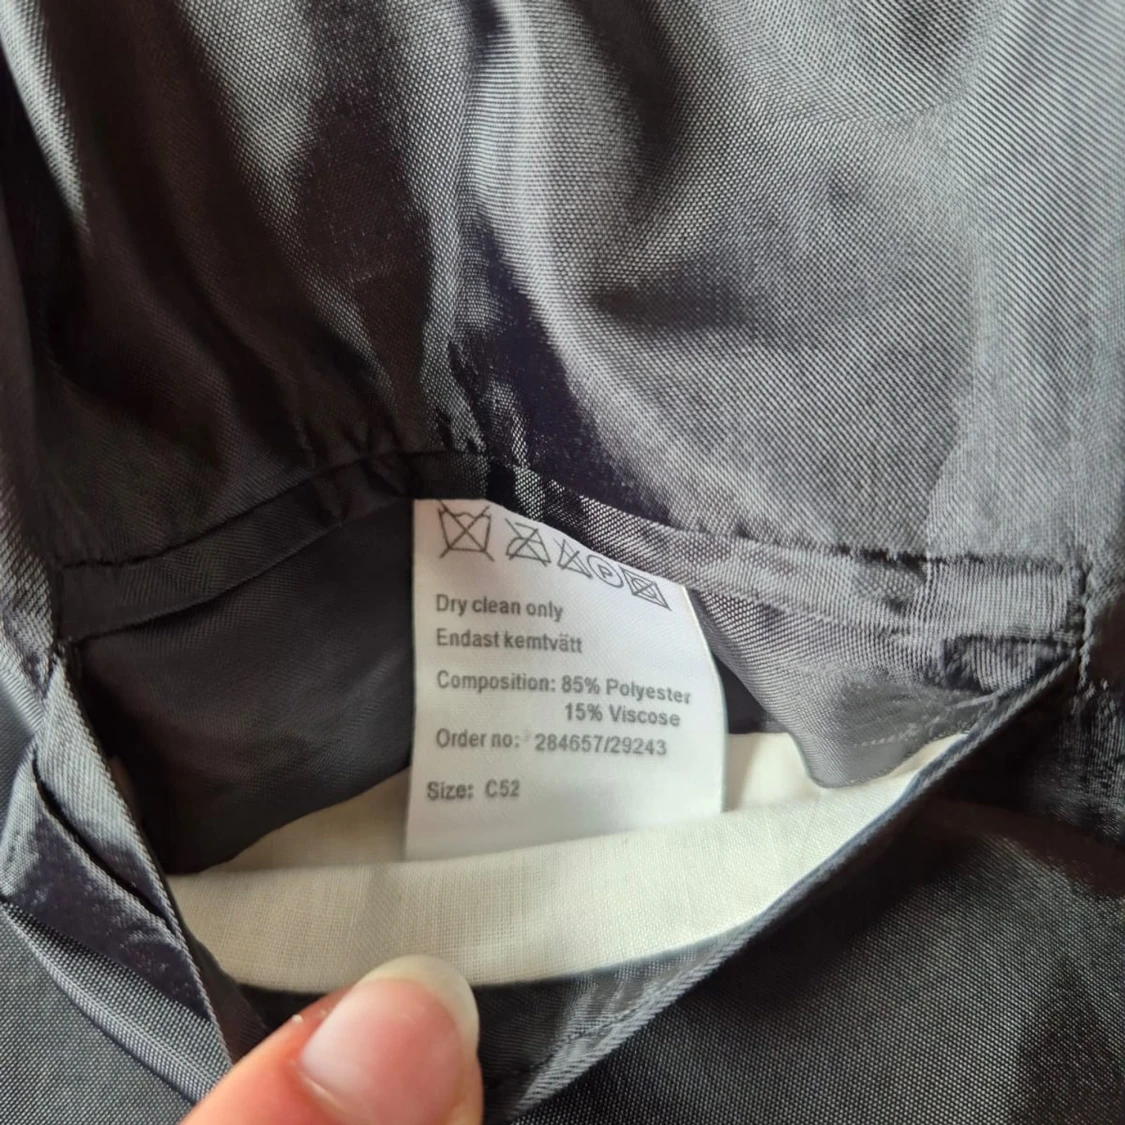 P
Dry clean only
Endast kemtvätt
Composition: 85% Polyester
15% Viscose
Order no: 284657/29243
Size: C52